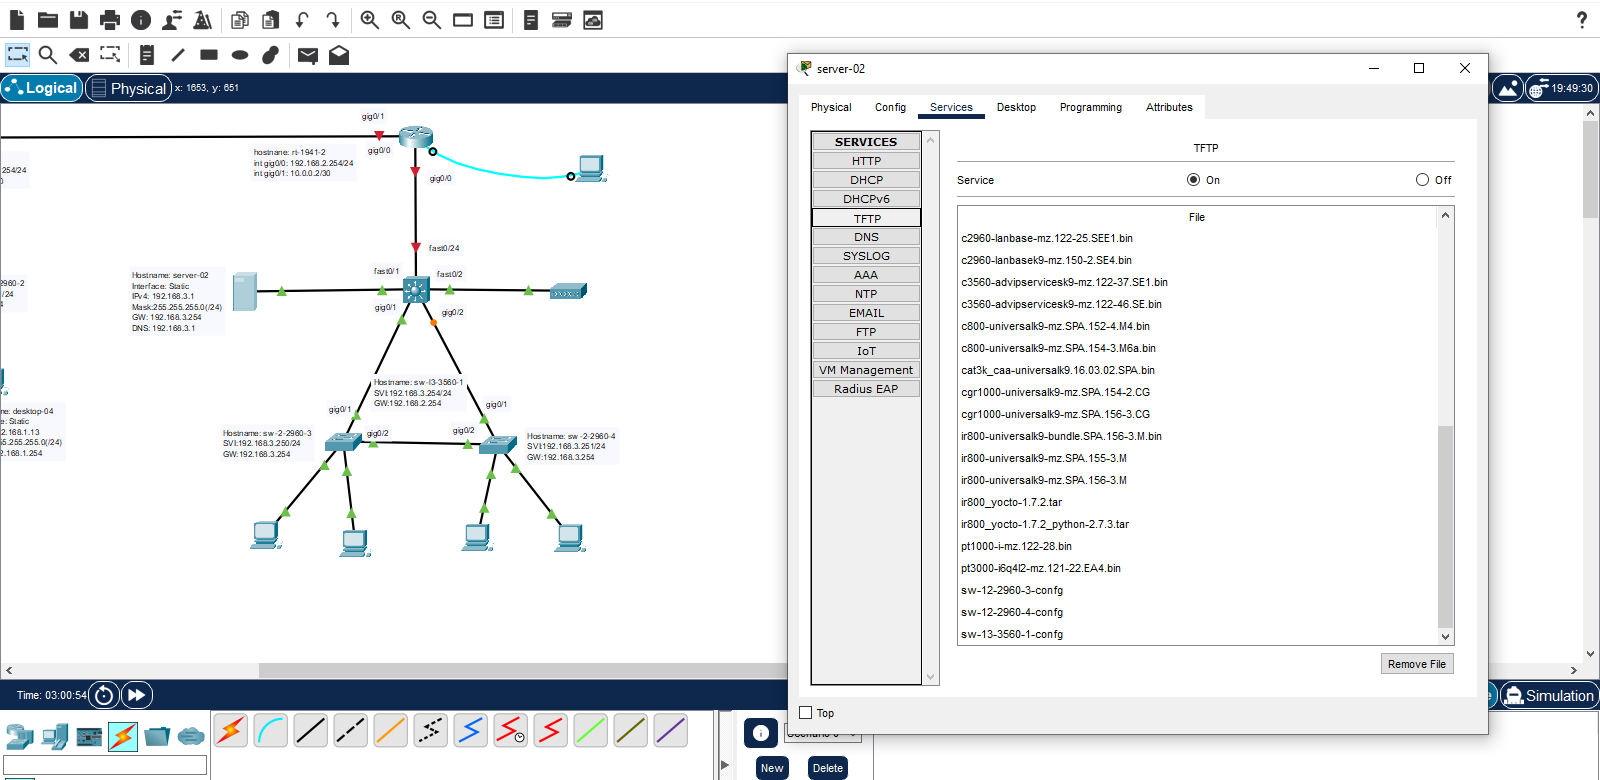 Logical
Physical
x: 1653, y: 651
19:49:30
gig0/1
gig0/0
hostname: rt-1941-2
int gig0/0: 192.168.2.254/24
int gig0/1: 10.0.0.2/30
254/24
gig0/0
fast0/24
fast0/1
fast0/2
Hostname: server-02
Interface: Static
IPv4: 192.168.3.1
Mask:255.255.255.0(/24)
GW: 192.168.3.254
DNS: 192.168.3.1
2960-2
/24
gig0/1
gig0/2
Hostname: sw-l3-3560-1
SVI:192.168.3.254/24
GW:192.168.2.254
gig0/1
gig0/1
me: desktop-04
e: Static
2.168.1.13
55.255.255.0(/24)
2.168.1.254
Hostname: sw-2-2960-3
SVI:192.168.3.250/24
GW:192.168.3.254
gig0/2
gig0/2
Hostname: sw-2-2960-4
SVI:192.168.3.251/24
GW:192.168.3.254
Time: 03:00:54
Simulation
New
Delete
server-02
Physical
Config
Services
Desktop
Programming
Attributes
SERVICES
HTTP
DHCP
DHCPv6
TFTP
DNS
SYSLOG
AAA
NTP
EMAIL
FTP
IoT
VM Management
Radius EAP
TFTP
Service
On
Off
File
c2960-lanbase-mz.122-25.SEE1.bin
c2960-lanbasek9-mz.150-2.SE4.bin
c3560-advipservicesk9-mz.122-37.SE1.bin
c3560-advipservicesk9-mz.122-46.SE.bin
c800-universalk9-mz.SPA.152-4.M4.bin
c800-universalk9-mz.SPA.154-3.M6a.bin
cat3k_caa-universalk9.16.03.02.SPA.bin
cgr1000-universalk9-mz.SPA.154-2.CG
cgr1000-universalk9-mz.SPA.156-3.CG
ir800-universalk9-bundle.SPA.156-3.M.bin
ir800-universalk9-mz.SPA.155-3.M
ir800-universalk9-mz.SPA.156-3.M
ir800_yocto-1.7.2.tar
ir800_yocto-1.7.2_python-2.7.3.tar
pt1000-i-mz.122-28.bin
pt3000-i6q4l2-mz.121-22.EA4.bin
sw-12-2960-3-confg
sw-12-2960-4-confg
sw-13-3560-1-confg
Remove File
Top